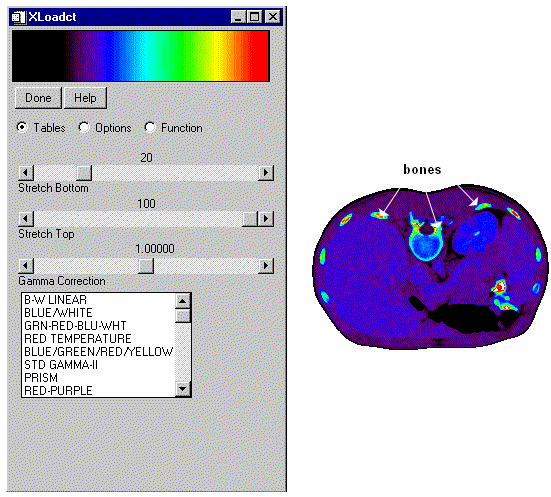 XLoadct
Done Help
Tables Options Function
20
Stretch Bottom
100
Stretch Top
1.00000
Gamma Correction
B-W LINEAR
BLUE/WHITE
GRN-RED-BLU-WHT
RED TEMPERATURE
BLUE/GREEN/RED/YELLOW
STD GAMMA-II
PRISM
RED-PURPLE
bones